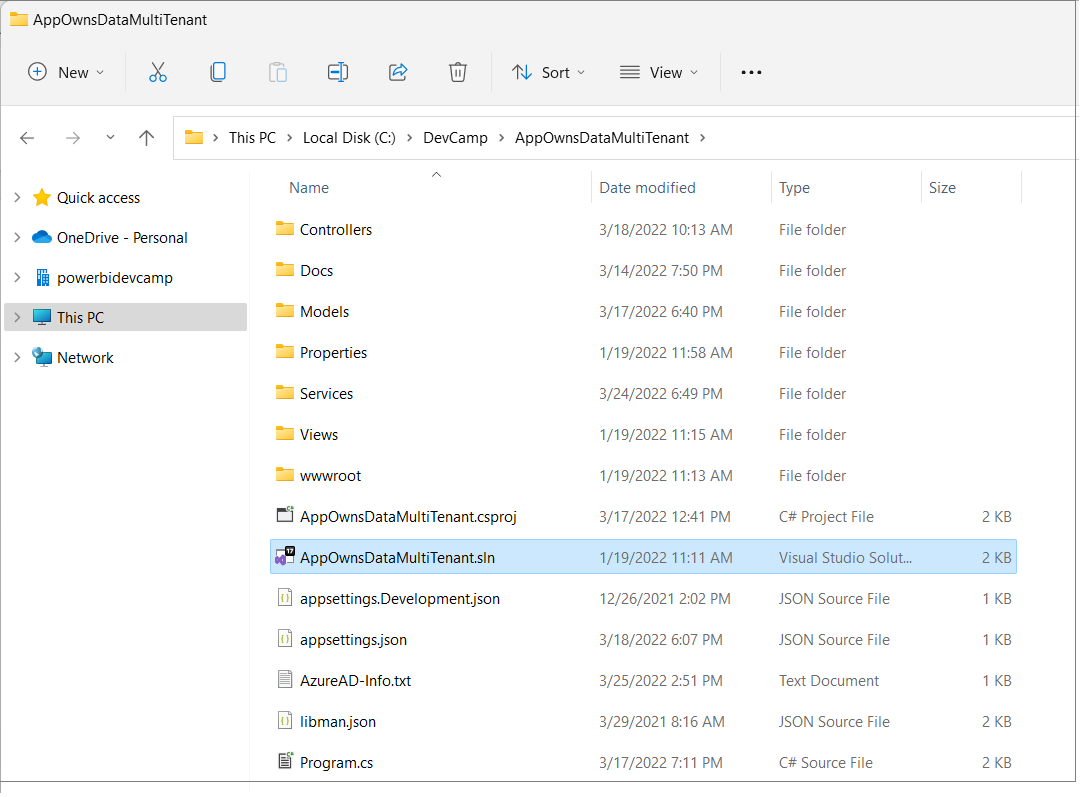 AppOwnsDataMultiTenant
New Sort View
This PC Local Disk (C:) DevCamp AppOwnsDataMultiTenant
Quick access
OneDrive - Personal
powerbidevcamp
This PC
Network
Name Date modified Type Size
Controllers 3/18/2022 10:13 AM File folder
Docs 3/14/2022 7:50 PM File folder
Models 3/17/2022 6:40 PM File folder
Properties 1/19/2022 11:58 AM File folder
Services 3/24/2022 6:49 PM File folder
Views 1/19/2022 11:15 AM File folder
wwwroot 1/19/2022 11:13 AM File folder
AppOwnsDataMultiTenant.csproj 3/17/2022 12:41 PM C# Project File 2 KB
AppOwnsDataMultiTenant.sln 1/19/2022 11:11 AM Visual Studio Solut... 2 KB
appsettings.Development.json 12/26/2021 2:02 PM JSON Source File 1 KB
appsettings.json 3/18/2022 6:07 PM JSON Source File 1 KB
AzureAD-Info.txt 3/25/2022 2:51 PM Text Document 1 KB
libman.json 3/29/2021 8:16 AM JSON Source File 2 KB
Program.cs 3/17/2022 7:11 PM C# Source File 2 KB